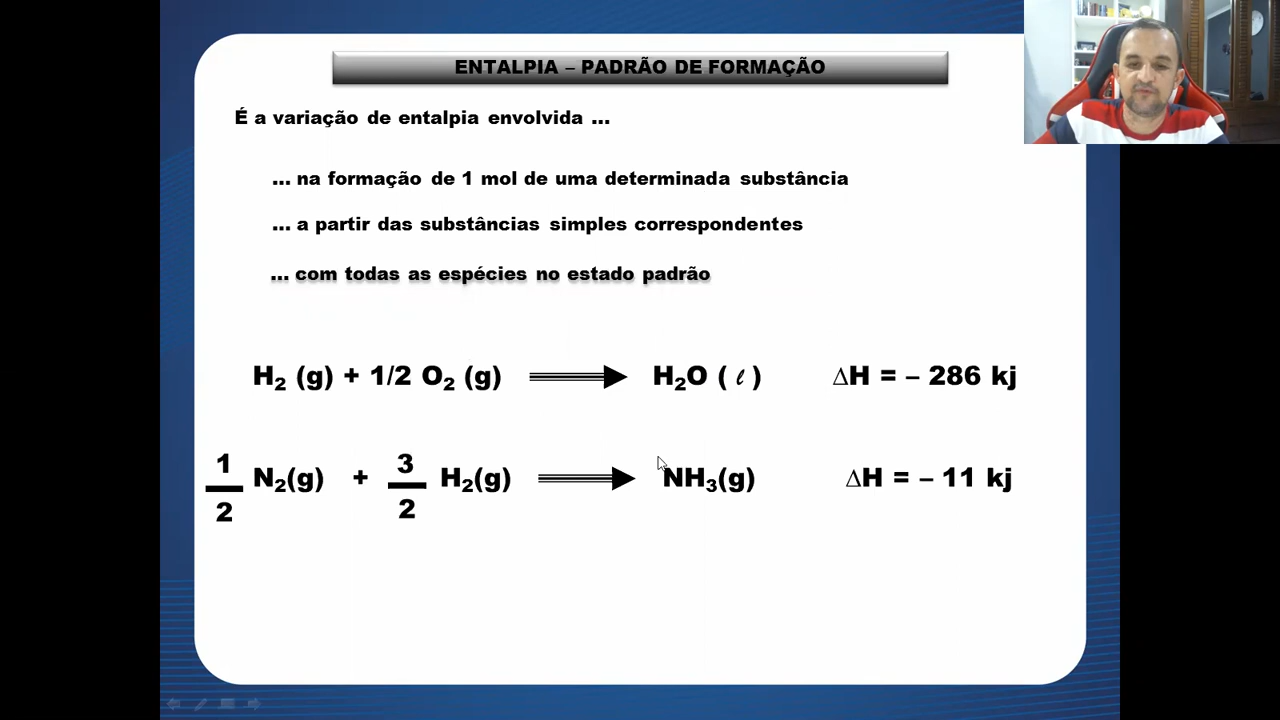 ENTALPIA – PADRÃO DE FORMAÇÃO
É a variação de entalpia envolvida ...
... na formação de 1 mol de uma determinada substância
... a partir das substâncias simples correspondentes
... com todas as espécies no estado padrão
H₂ (g) + 1/2 O₂ (g) H₂O ( ℓ ) ∆H = – 286 kj
1/2 N₂(g) + 3/2 H₂(g) NH₃(g) ∆H = – 11 kj